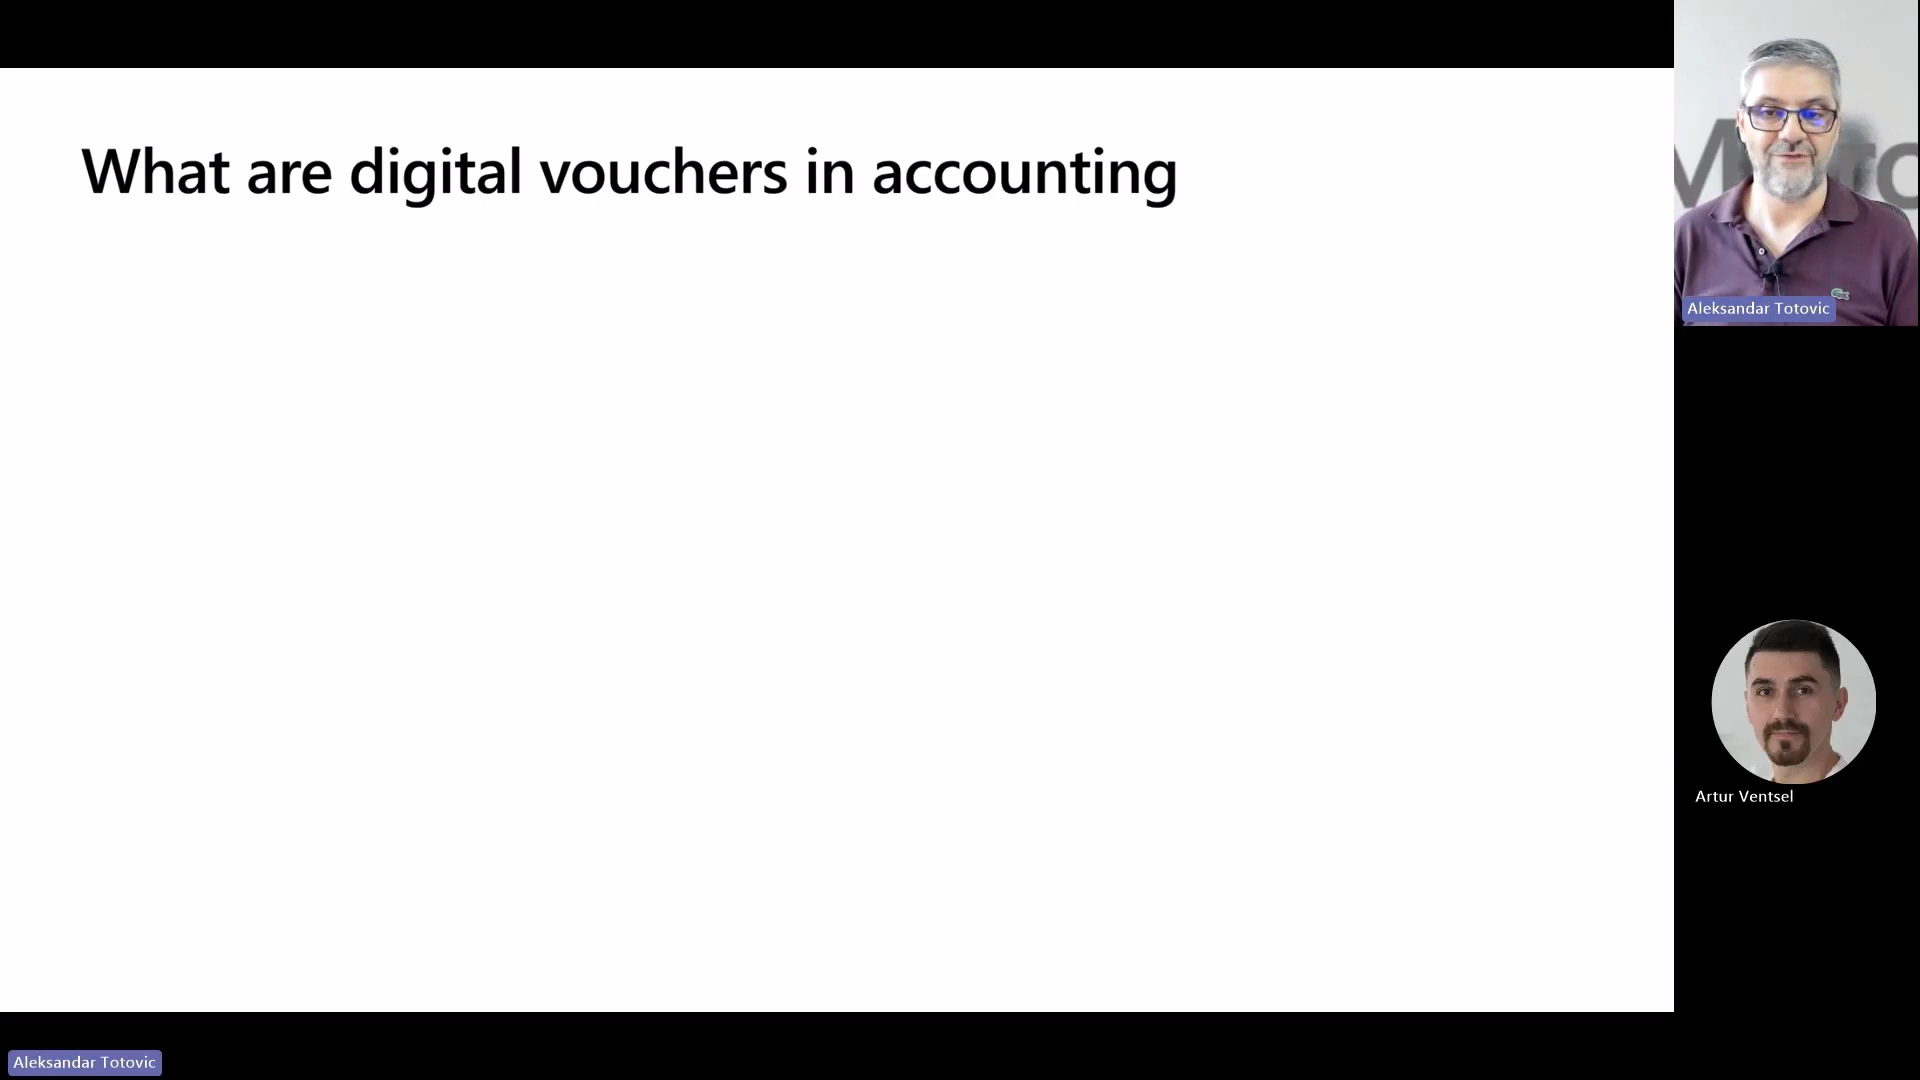 What are digital vouchers in accounting
Aleksandar Totovic
Artur Ventsel
Aleksandar Totovic